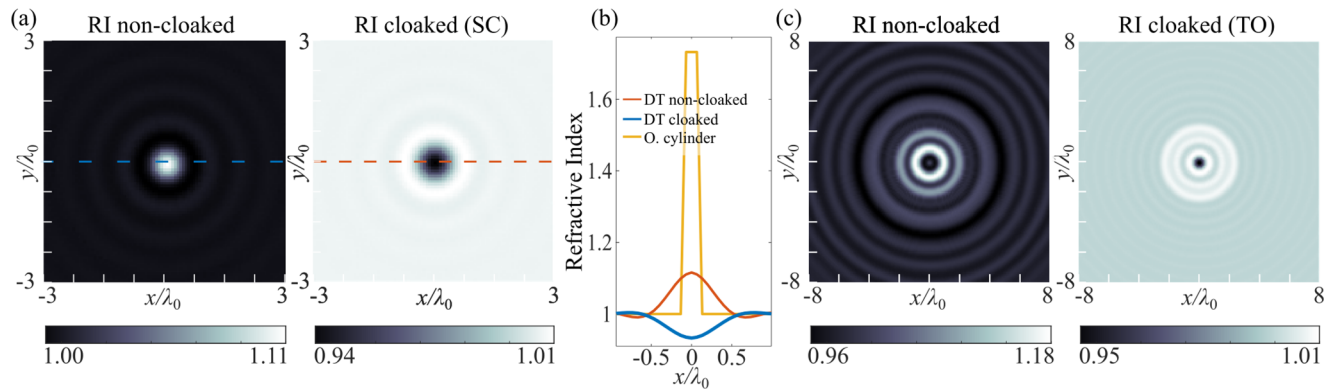 (a)
RI non-cloaked
3
y/λ0
-3
-3
x/λ0
3
1.00
1.11
RI cloaked (SC)
3
y/λ0
-3
-3
x/λ0
3
0.94
1.01
(b)
Refractive Index
1.6
1.4
1.2
1
DT non-cloaked
DT cloaked
O. cylinder
-0.5
0
0.5
x/λ0
(c)
RI non-cloaked
8
y/λ0
-8
-8
x/λ0
8
0.96
1.18
RI cloaked (TO)
8
y/λ0
-8
-8
x/λ0
8
0.95
1.01